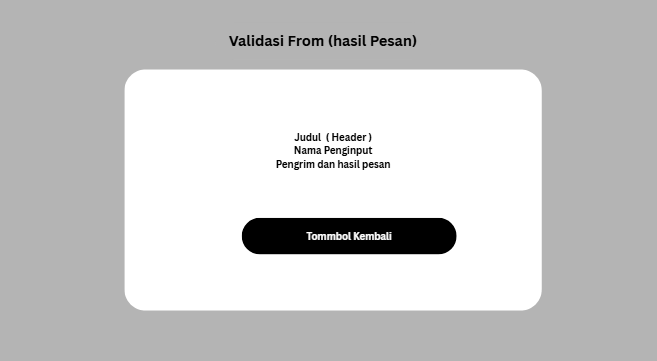 Validasi From (hasil Pesan)
Judul ( Header )
Nama Penginput
Pengrim dan hasil pesan
Tommbol Kembali